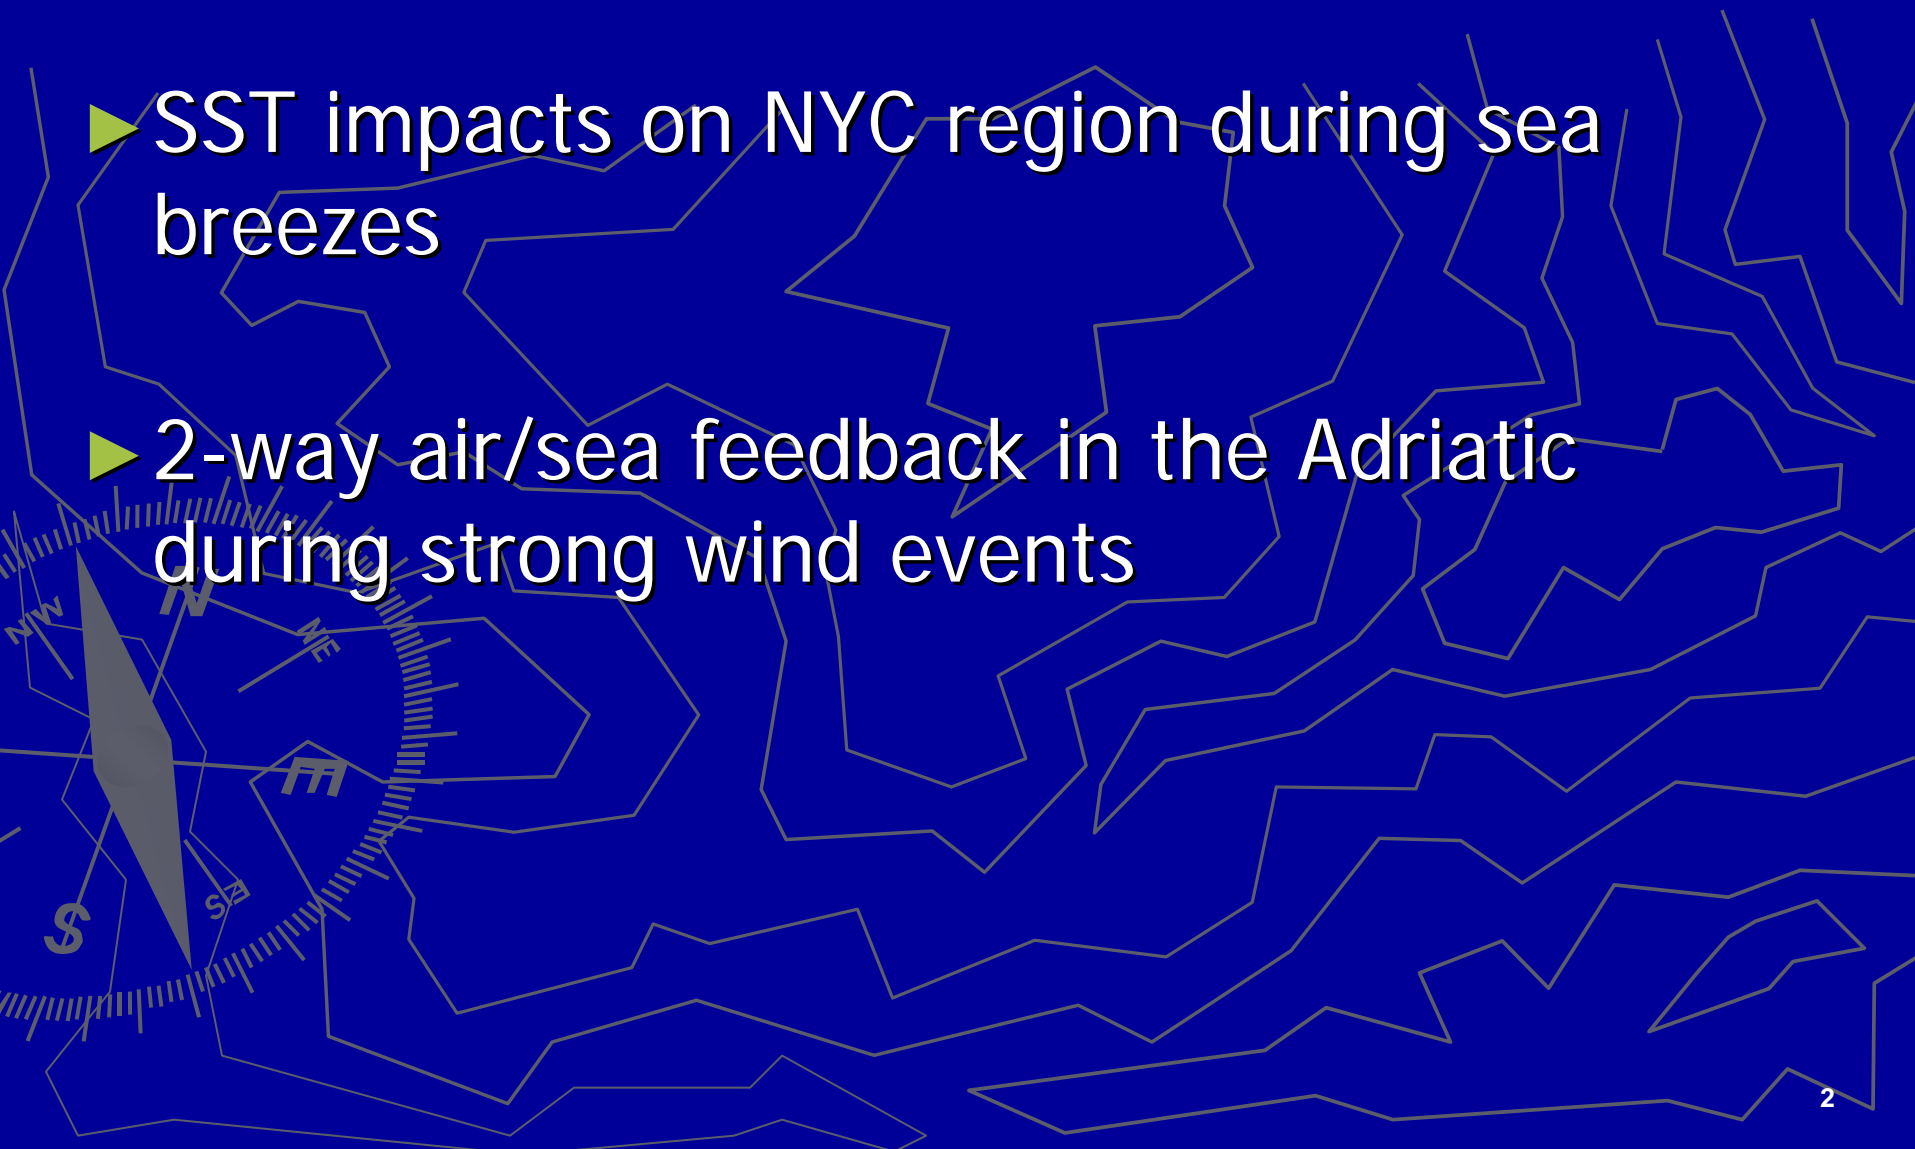 ►SST impacts on NYC region during sea
breezes
►2-way air/sea feedback in the Adriatic
during strong wind events
NW
N
NE
E
SE
S
2